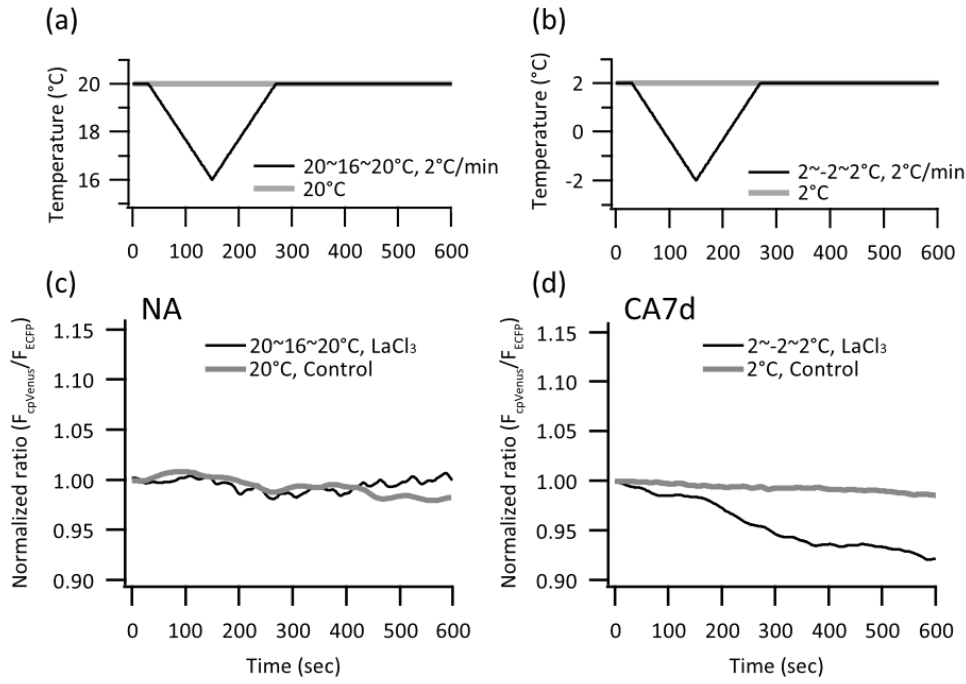 (a)
Temperature (°C)
20
18
16
20~16~20°C, 2°C/min
20°C
0 100 200 300 400 500 600
(b)
Temperature (°C)
2
0
-2
2~-2~2°C, 2°C/min
2°C
0 100 200 300 400 500 600
(c)
NA
Normalized ratio (FcpVenus/FECFP)
1.15
1.10
1.05
1.00
0.95
0.90
20~16~20°C, LaCl3
20°C, Control
0 100 200 300 400 500 600
Time (sec)
(d)
CA7d
Normalized ratio (FcpVenus/FECFP)
1.15
1.10
1.05
1.00
0.95
0.90
2~-2~2°C, LaCl3
2°C, Control
0 100 200 300 400 500 600
Time (sec)